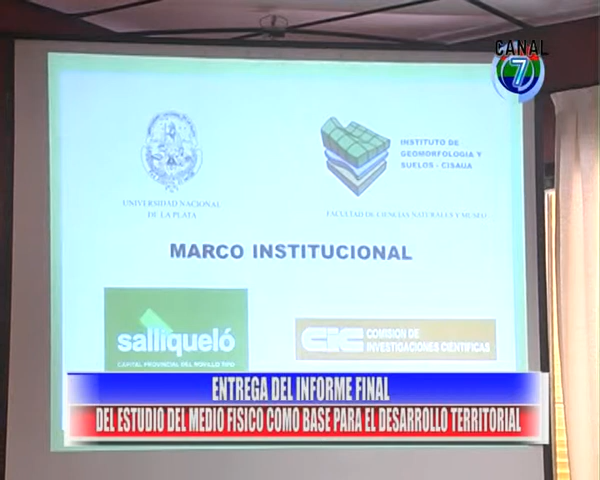 CANAL
7
UNIVERSIDAD NACIONAL
DE LA PLATA
INSTITUTO DE
GEOMORFOLOGIA Y
SUELOS - CISAUA
FACULTAD DE CIENCIAS NATURALES Y MUSEO
MARCO INSTITUCIONAL
salliqueló
CAPITAL PROVINCIAL DEL NOVILLO TIPO
CIC COMISIÓN DE
INVESTIGACIONES CIENTÍFICAS
ENTREGA DEL INFORME FINAL
DEL ESTUDIO DEL MEDIO FISICO COMO BASE PARA EL DESARROLLO TERRITORIAL